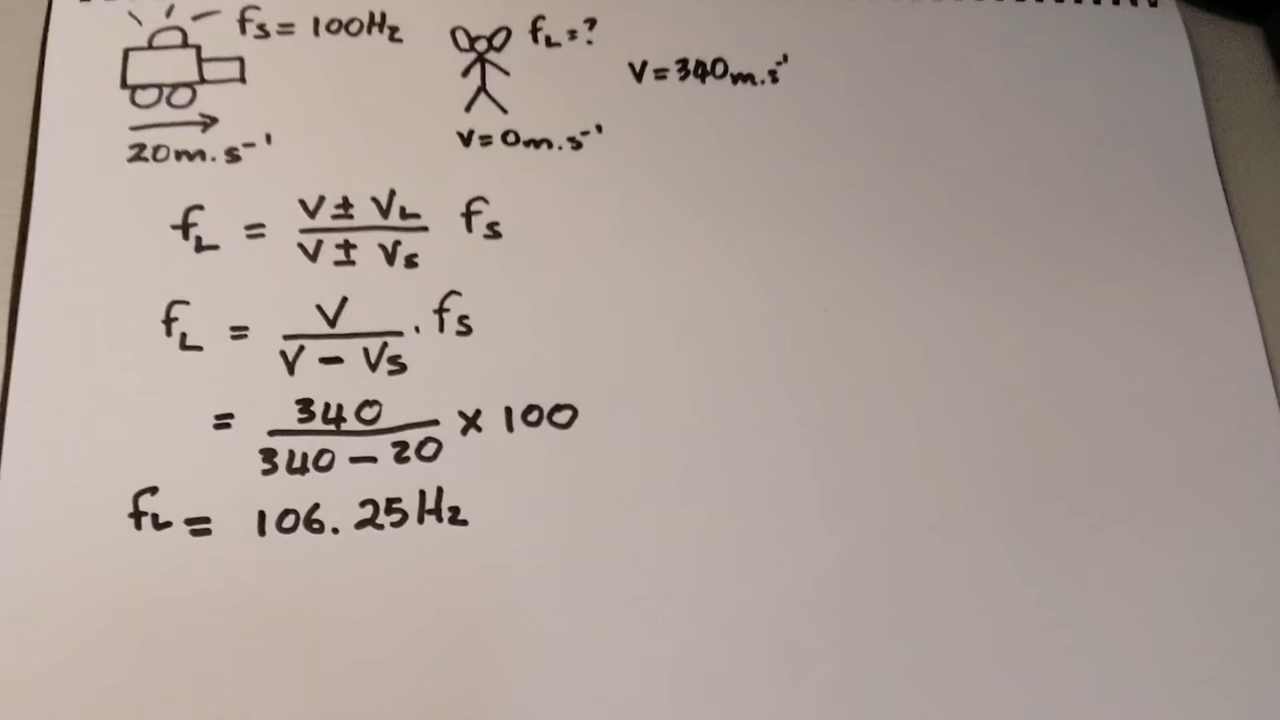 fs = 100Hz
fL = ?
V = 340m.s⁻¹
20m.s⁻¹
V = 0m.s⁻¹
fL = V ± VL / V ± Vs fs
fL = V / V - Vs . fs
= 340 / 340 - 20 × 100
fL = 106.25Hz